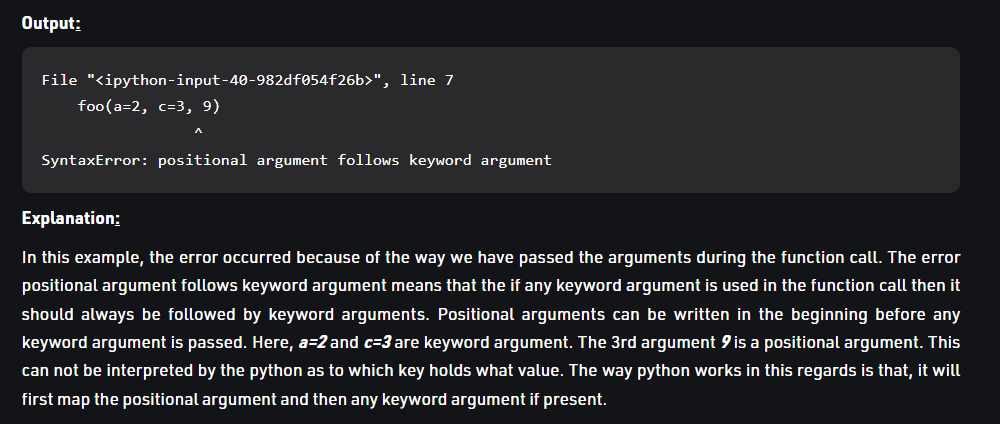 Output:
File "<ipython-input-40-982df054f26b>", line 7
    foo(a=2, c=3, 9)
                 ^
SyntaxError: positional argument follows keyword argument
Explanation:
In this example, the error occurred because of the way we have passed the arguments during the function call. The error
positional argument follows keyword argument means that the if any keyword argument is used in the function call then it
should always be followed by keyword arguments. Positional arguments can be written in the beginning before any
keyword argument is passed. Here, a=2 and c=3 are keyword argument. The 3rd argument 9 is a positional argument. This
can not be interpreted by the python as to which key holds what value. The way python works in this regards is that, it will
first map the positional argument and then any keyword argument if present.